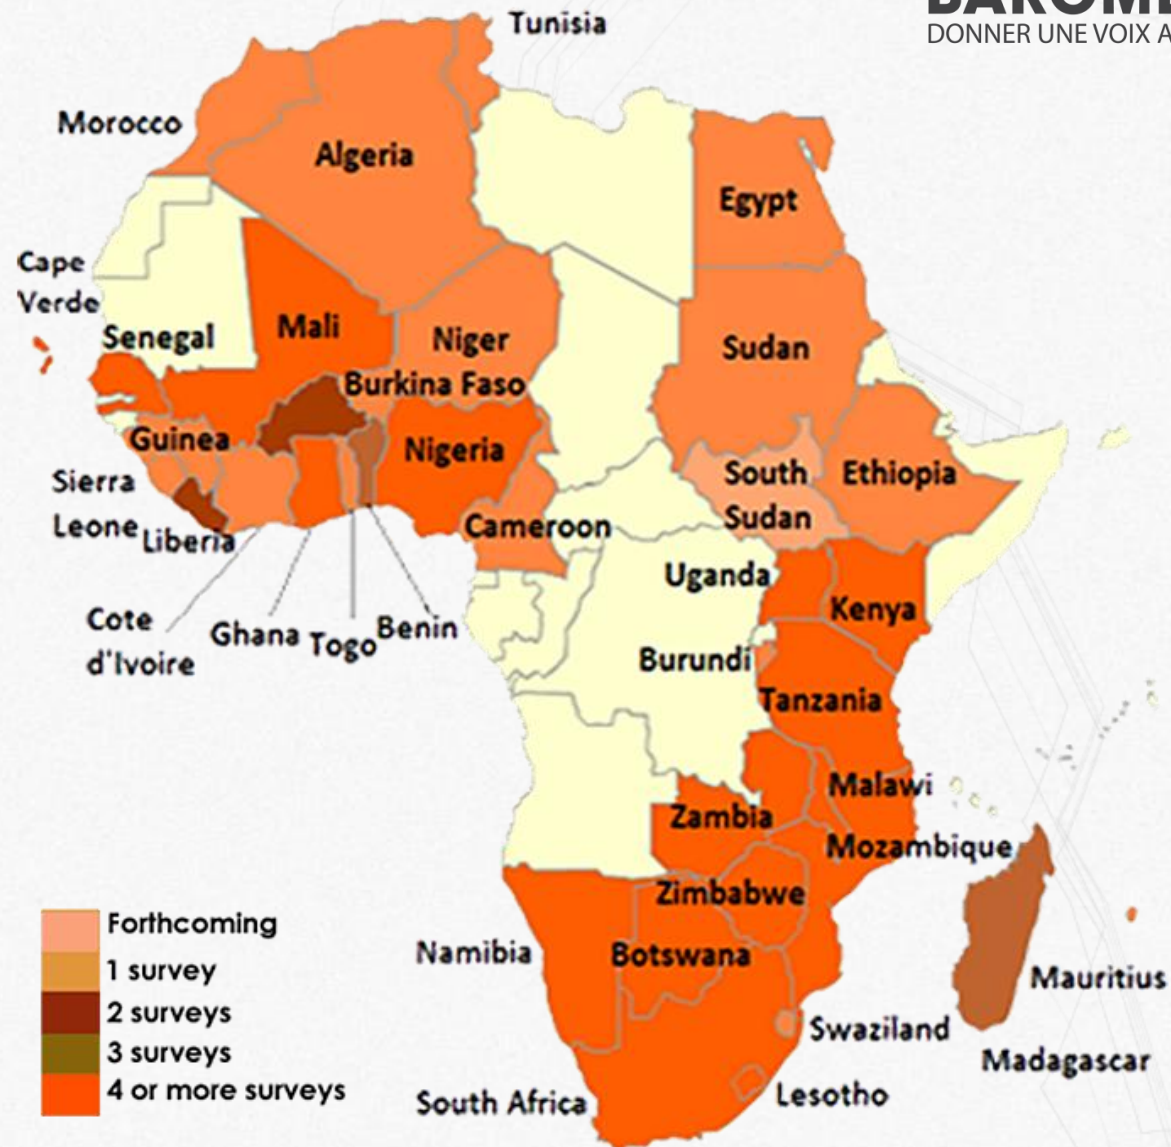 DONNER UNE VOIX A
Tunisia
Morocco
Algeria
Egypt
Cape
Verde
Senegal
Mali
Niger
Sudan
Burkina Faso
Guinea
Nigeria
South
Sudan
Ethiopia
Sierra
Leone
Liberia
Cameroon
Uganda
Kenya
Cote
d'Ivoire
Ghana
Togo
Benin
Burundi
Tanzania
Malawi
Zambia
Mozambique
Zimbabwe
Namibia
Botswana
Mauritius
Swaziland
Madagascar
South Africa
Lesotho
Forthcoming
1 survey
2 surveys
3 surveys
4 or more surveys